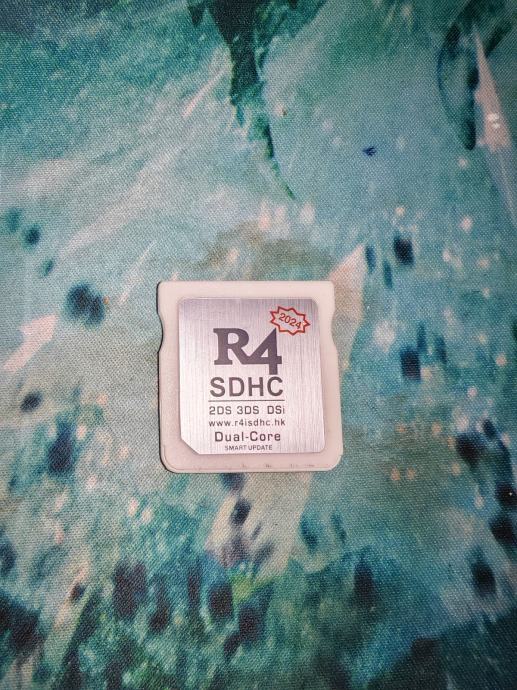 2024
R4
SDHC
2DS 3DS DSi
www.r4isdhc.hk
Dual-Core
SMART UPDATE